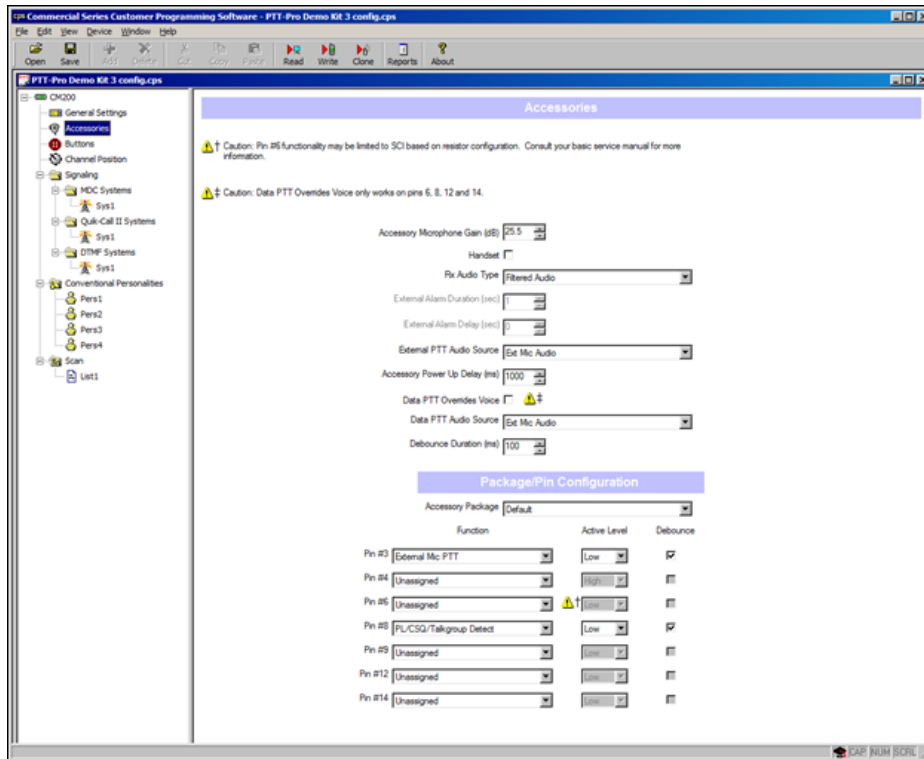 Commercial Series Customer Programming Software - PTT-Pro Demo Kit 3 config.cps
File Edit View Device Window Help
Open Save Add Delete Cut Copy Paste Read Write Clone Reports About
PTT-Pro Demo Kit 3 config.cps
CM200
General Settings
Accessories
Buttons
Channel Position
Signaling
MDC Systems
Sys1
Quik-Call II Systems
Sys1
DTMF Systems
Sys1
Conventional Personalities
Pers1
Pers2
Pers3
Pers4
Scan
List1
Accessories
† Caution: Pin #6 functionality may be limited to SCI based on resistor configuration. Consult your basic service manual for more
information.
‡ Caution: Data PTT Overrides Voice only works on pins 6, 8, 12 and 14.
Accessory Microphone Gain (dB) 25.5
Handset
Rx Audio Type Filtered Audio
External Alarm Duration (sec) 1
External Alarm Delay (sec) 0
External PTT Audio Source Ext Mic Audio
Accessory Power Up Delay (ms) 1000
Data PTT Overrides Voice ‡
Data PTT Audio Source Ext Mic Audio
Debounce Duration (ms) 100
Package/Pin Configuration
Accessory Package Default
Function Active Level Debounce
Pin #3 External Mic PTT Low
Pin #4 Unassigned High
Pin #6 Unassigned † Low
Pin #8 PL/CSQ/Talkgroup Detect Low
Pin #9 Unassigned Low
Pin #12 Unassigned Low
Pin #14 Unassigned Low
CAP NUM SCRL